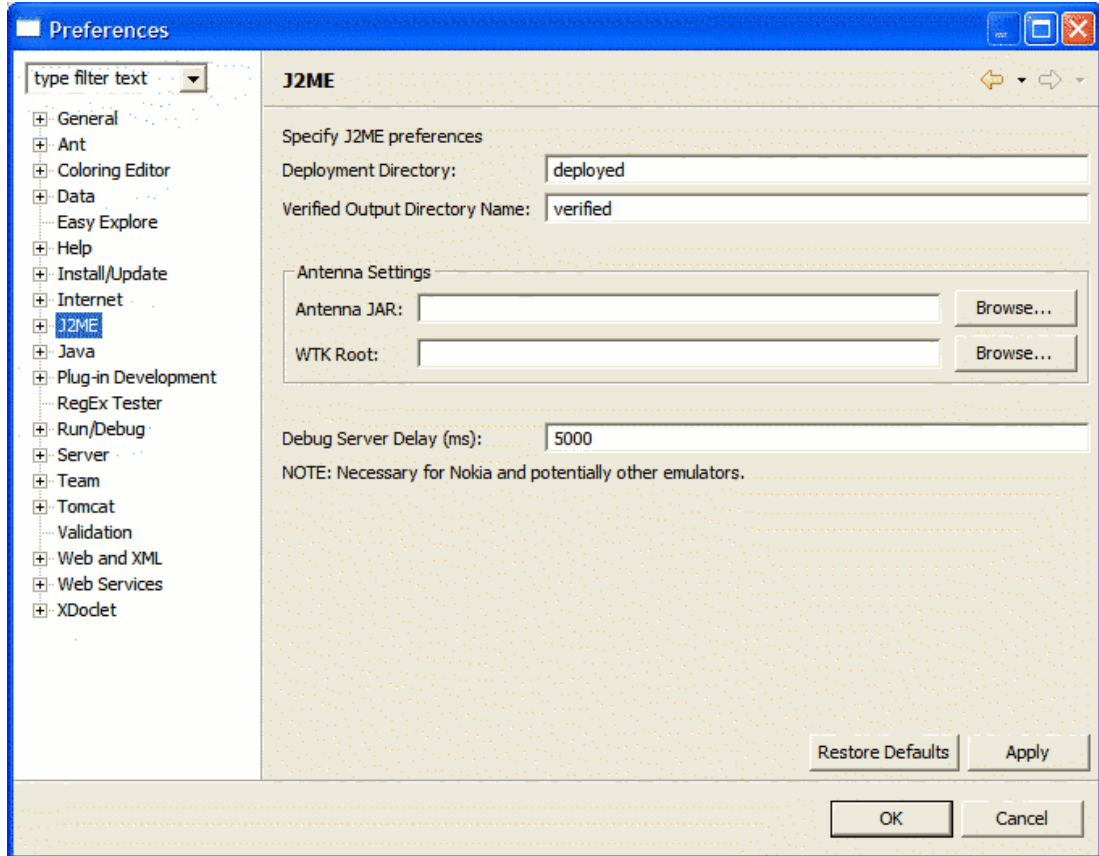 Preferences
type filter text
General
Ant
Coloring Editor
Data
Easy Explore
Help
Install/Update
Internet
J2ME
Java
Plug-in Development
RegEx Tester
Run/Debug
Server
Team
Tomcat
Validation
Web and XML
Web Services
XDoclet
J2ME
Specify J2ME preferences
Deployment Directory: deployed
Verified Output Directory Name: verified
Antenna Settings
Antenna JAR: Browse...
WTK Root: Browse...
Debug Server Delay (ms): 5000
NOTE: Necessary for Nokia and potentially other emulators.
Restore Defaults Apply
OK Cancel